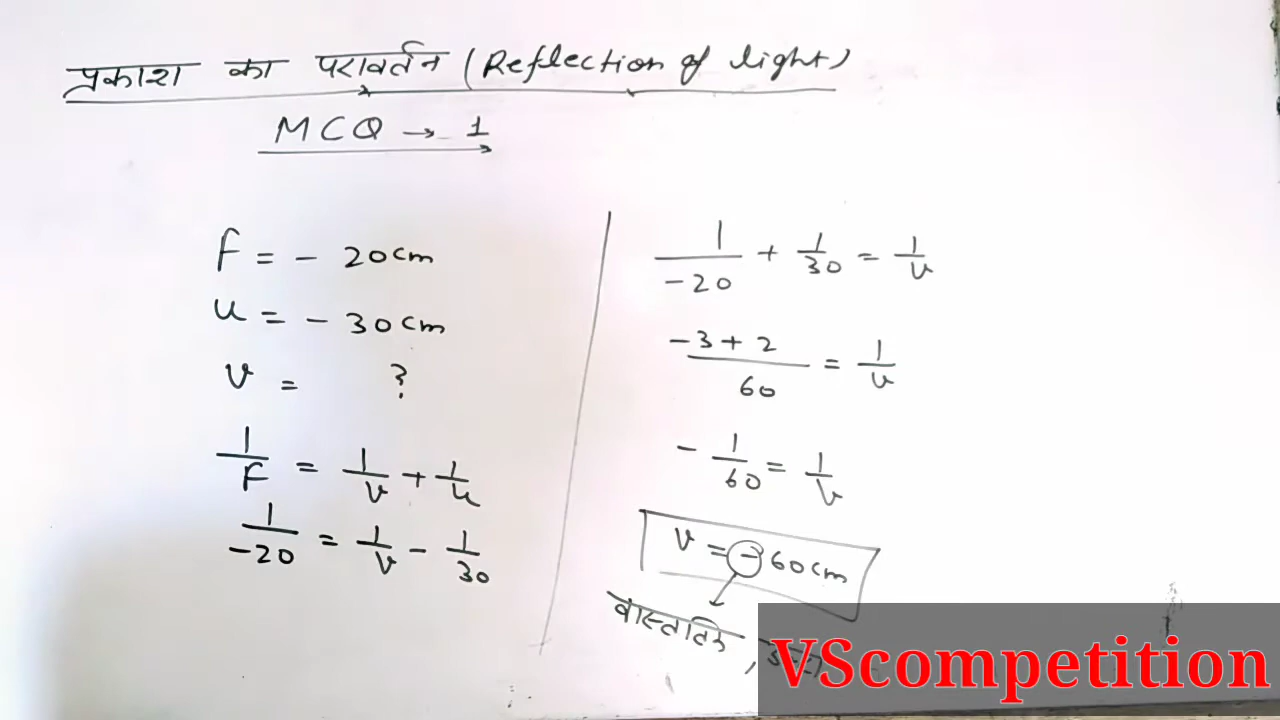 प्रकाश का परावर्तन (Reflection of light)
MCQ → 1
f = - 20cm
u = - 30cm
v = ?
1/F = 1/v + 1/u
1/-20 = 1/v - 1/30
1/-20 + 1/30 = 1/v
-3+2/60 = 1/v
- 1/60 = 1/v
v = - 60cm
VScompetition